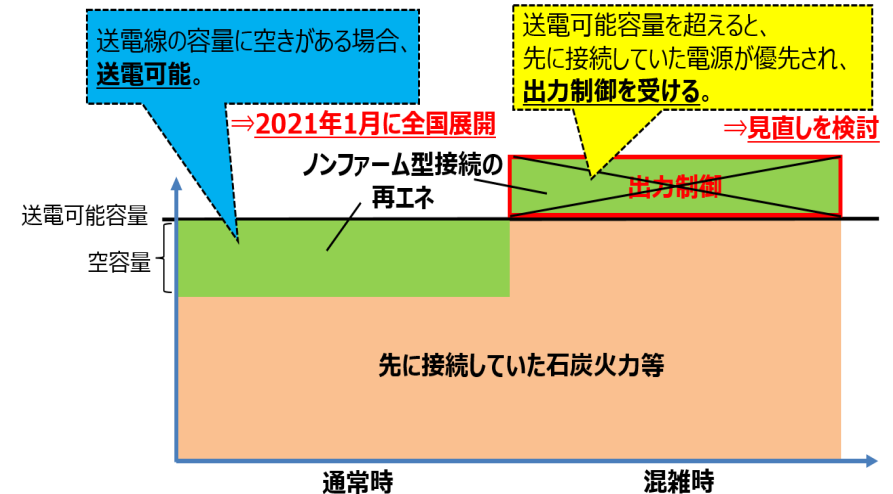 送電線の容量に空きがある場合、
送電可能。
送電可能容量を超えると、
先に接続していた電源が優先され、
出力制御を受ける。
⇒2021年1月に全国展開
⇒見直しを検討
ノンファーム型接続の
再エネ
出力制御
送電可能容量
空容量
先に接続していた石炭火力等
通常時
混雑時